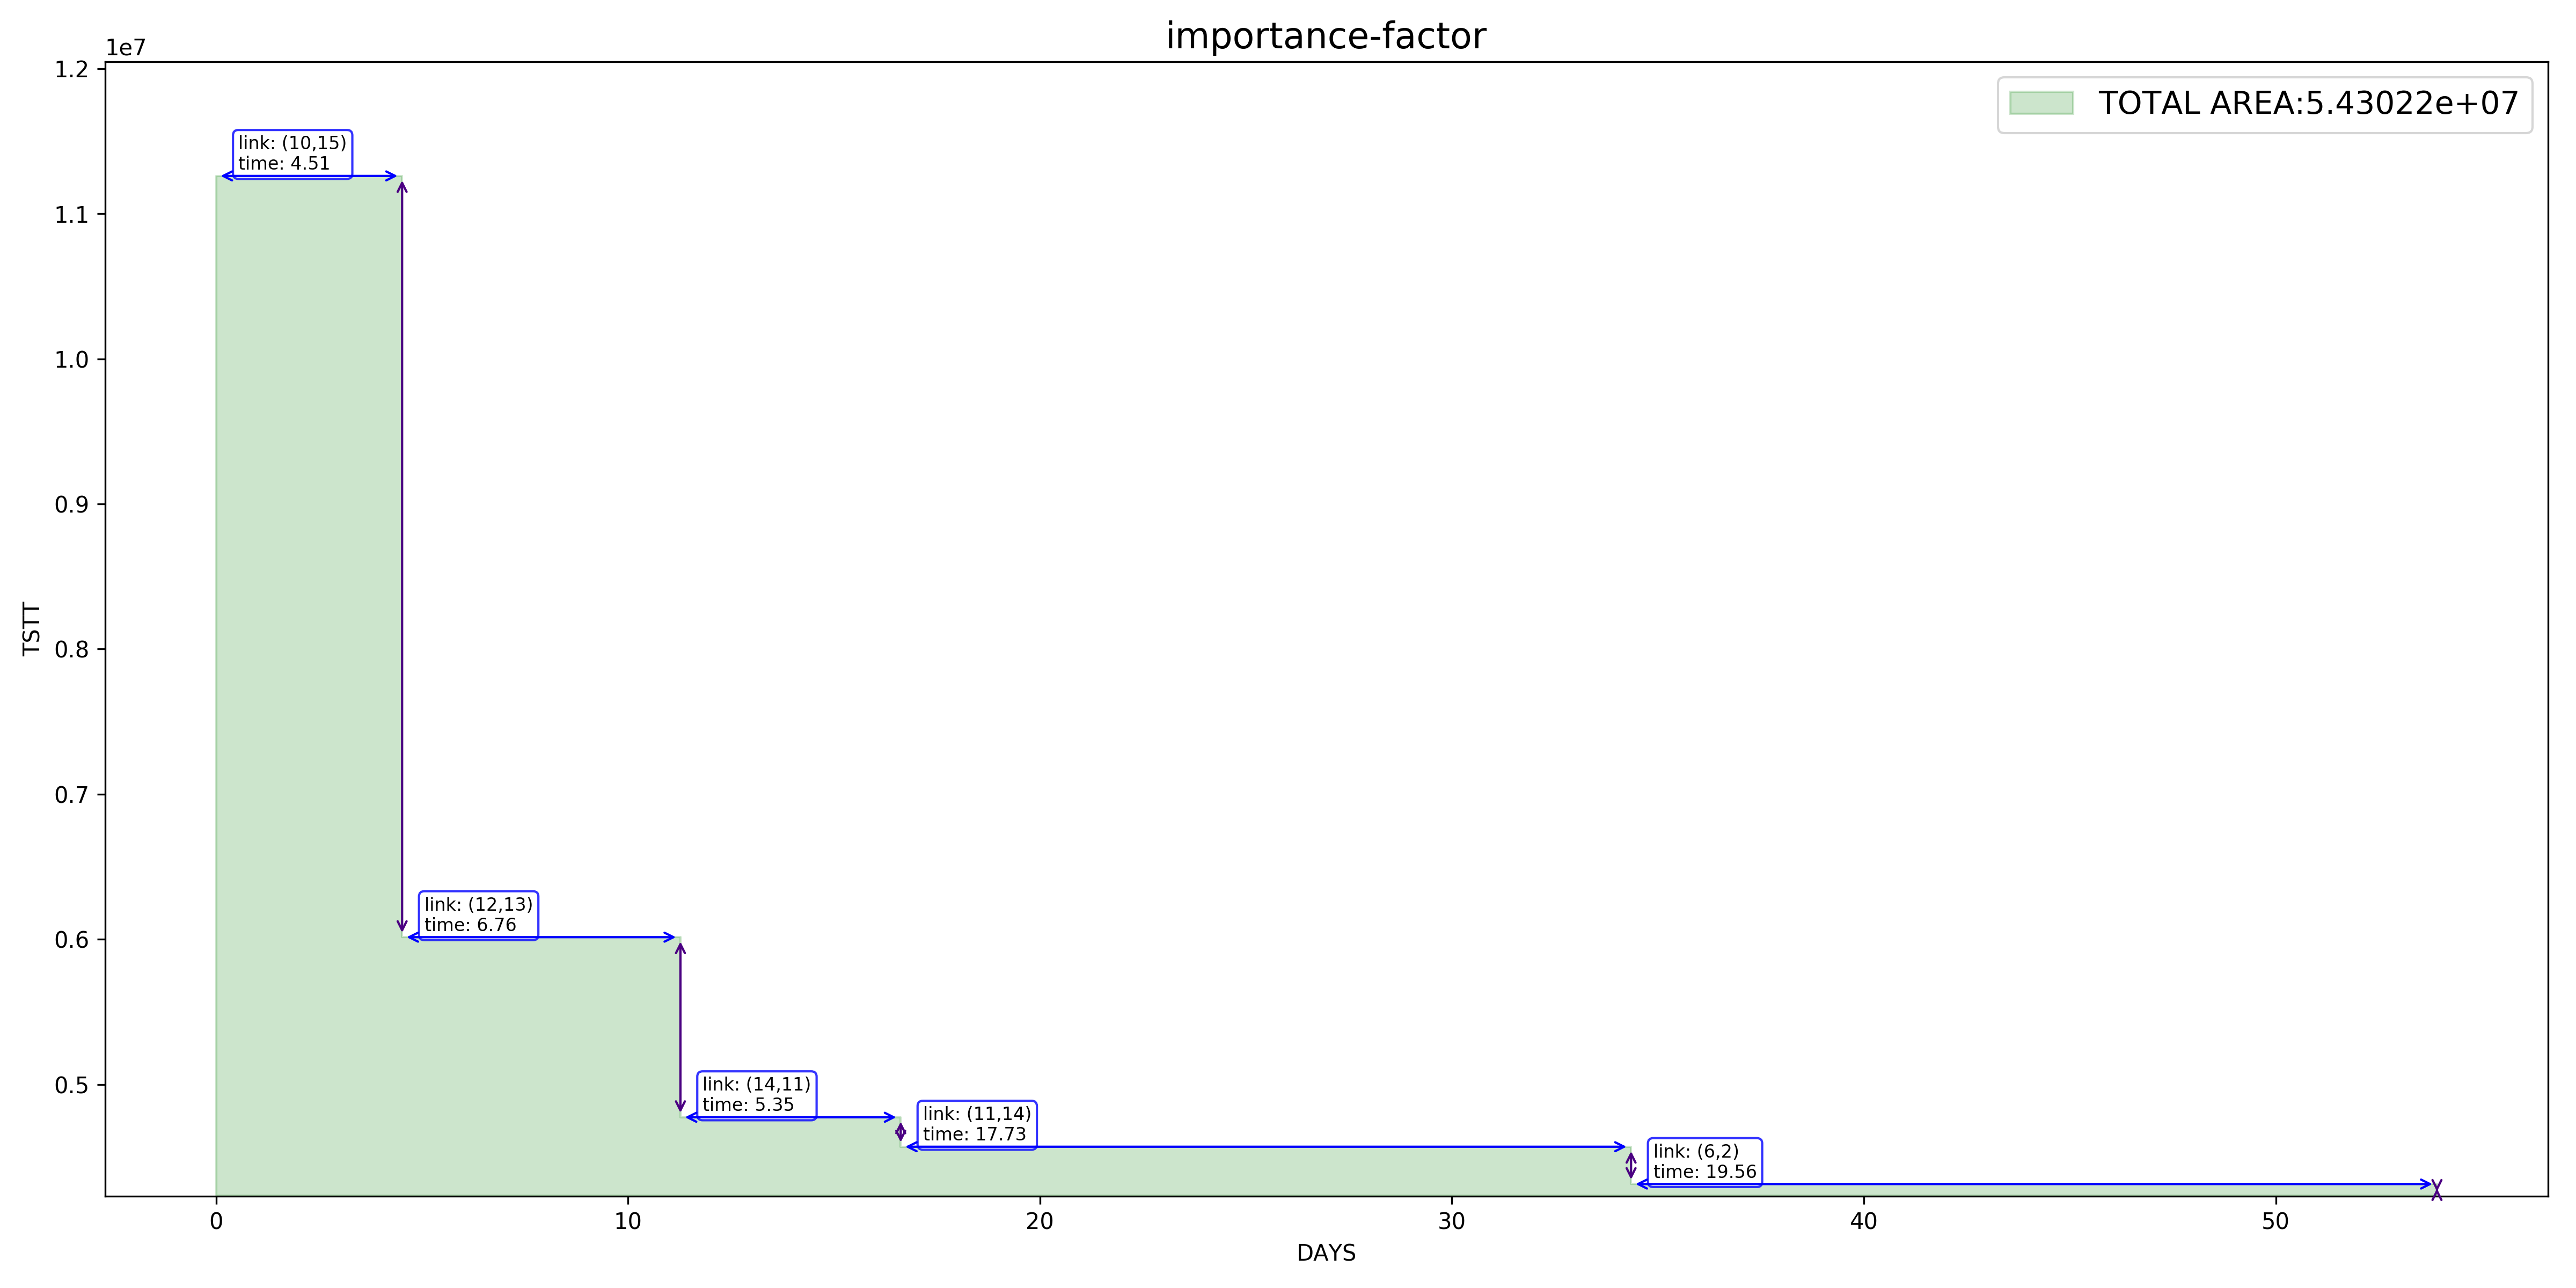 importance-factor
1e7
TOTAL AREA:5.43022e+07
1.2
1.1
1.0
0.9
0.8
0.7
0.6
0.5
TSTT
link: (10,15)
time: 4.51
link: (12,13)
time: 6.76
link: (14,11)
time: 5.35
link: (11,14)
time: 17.73
link: (6,2)
time: 19.56
0
10
20
30
40
50
DAYS